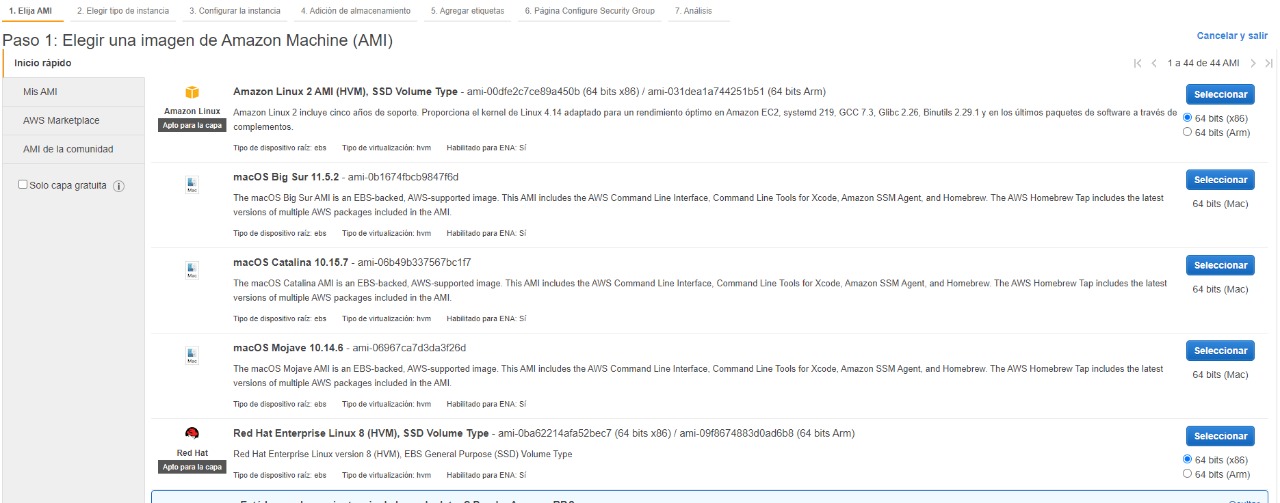 1. Elija AMI 2. Elegir tipo de instancia 3. Configurar la instancia 4. Adición de almacenamiento 5. Agregar etiquetas 6. Página Configure Security Group 7. Análisis
Paso 1: Elegir una imagen de Amazon Machine (AMI)
Cancelar y salir
Inicio rápido
1 a 44 de 44 AMI
Mis AMI
AWS Marketplace
AMI de la comunidad
Solo capa gratuita
Amazon Linux
Apto para la capa
Amazon Linux 2 AMI (HVM), SSD Volume Type - ami-00dfe2c7ce89a450b (64 bits x86) / ami-031dea1a744251b51 (64 bits Arm)
Amazon Linux 2 incluye cinco años de soporte. Proporciona el kernel de Linux 4.14 adaptado para un rendimiento óptimo en Amazon EC2, systemd 219, GCC 7.3, Glibc 2.26, Binutils 2.29.1 y en los últimos paquetes de software a través de
complementos.
Tipo de dispositivo raíz: ebs Tipo de virtualización: hvm Habilitado para ENA: Sí
Seleccionar
64 bits (x86)
64 bits (Arm)
Mac
macOS Big Sur 11.5.2 - ami-0b1674fbcb9847f6d
The macOS Big Sur AMI is an EBS-backed, AWS-supported image. This AMI includes the AWS Command Line Interface, Command Line Tools for Xcode, Amazon SSM Agent, and Homebrew. The AWS Homebrew Tap includes the latest
versions of multiple AWS packages included in the AMI.
Tipo de dispositivo raíz: ebs Tipo de virtualización: hvm Habilitado para ENA: Sí
Seleccionar
64 bits (Mac)
Mac
macOS Catalina 10.15.7 - ami-06b49b337567bc1f7
The macOS Catalina AMI is an EBS-backed, AWS-supported image. This AMI includes the AWS Command Line Interface, Command Line Tools for Xcode, Amazon SSM Agent, and Homebrew. The AWS Homebrew Tap includes the latest
versions of multiple AWS packages included in the AMI.
Tipo de dispositivo raíz: ebs Tipo de virtualización: hvm Habilitado para ENA: Sí
Seleccionar
64 bits (Mac)
Mac
macOS Mojave 10.14.6 - ami-06967ca7d3da3f26d
The macOS Mojave AMI is an EBS-backed, AWS-supported image. This AMI includes the AWS Command Line Interface, Command Line Tools for Xcode, Amazon SSM Agent, and Homebrew. The AWS Homebrew Tap includes the latest
versions of multiple AWS packages included in the AMI.
Tipo de dispositivo raíz: ebs Tipo de virtualización: hvm Habilitado para ENA: Sí
Seleccionar
64 bits (Mac)
Red Hat
Apto para la capa
Red Hat Enterprise Linux 8 (HVM), SSD Volume Type - ami-0ba62214afa52bec7 (64 bits x86) / ami-09f8674883d0ad6b8 (64 bits Arm)
Red Hat Enterprise Linux version 8 (HVM), EBS General Purpose (SSD) Volume Type
Tipo de dispositivo raíz: ebs Tipo de virtualización: hvm Habilitado para ENA: Sí
Seleccionar
64 bits (x86)
64 bits (Arm)